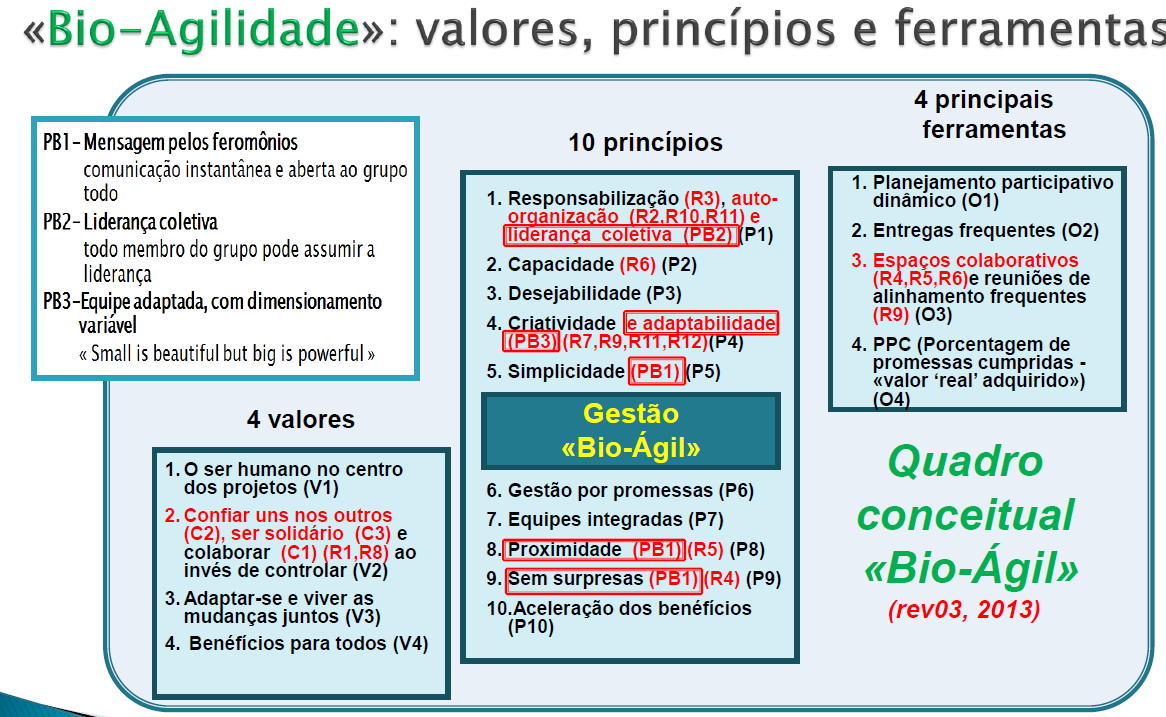 «Bio-Agilidade»: valores, princípios e ferramentas
PB1- Mensagem pelos feromônios
comunicação instantânea e aberta ao grupo
todo
PB2- Liderança coletiva
todo membro do grupo pode assumir a
liderança
PB3-Equipe adaptada, com dimensionamento
variável
« Small is beautiful but big is powerful »
4 valores
1. O ser humano no centro
dos projetos (V1)
2. Confiar uns nos outros
(C2), ser solidário (C3) e
colaborar (C1) (R1,R8) ao
invés de controlar (V2)
3. Adaptar-se e viver as
mudanças juntos (V3)
4. Benefícios para todos (V4)
10 princípios
1. Responsabilização (R3), auto-
organização (R2,R10,R11) e
liderança coletiva (PB2) (P1)
2. Capacidade (R6) (P2)
3. Desejabilidade (P3)
4. Criatividade e adaptabilidade
(PB3) (R7,R9,R11,R12)(P4)
5. Simplicidade (PB1) (P5)
Gestão
«Bio-Ágil»
6. Gestão por promessas (P6)
7. Equipes integradas (P7)
8. Proximidade (PB1) (R5) (P8)
9. Sem surpresas (PB1) (R4) (P9)
10.Aceleração dos benéfícios
(P10)
4 principais
ferramentas
1. Planejamento participativo
dinâmico (O1)
2. Entregas frequentes (O2)
3. Espaços colaborativos
(R4,R5,R6)e reuniões de
alinhamento frequentes
(R9) (O3)
4. PPC (Porcentagem de
promessas cumpridas -
«valor ‘real’ adquirido»)
(O4)
Quadro
conceitual
«Bio-Ágil»
(rev03, 2013)